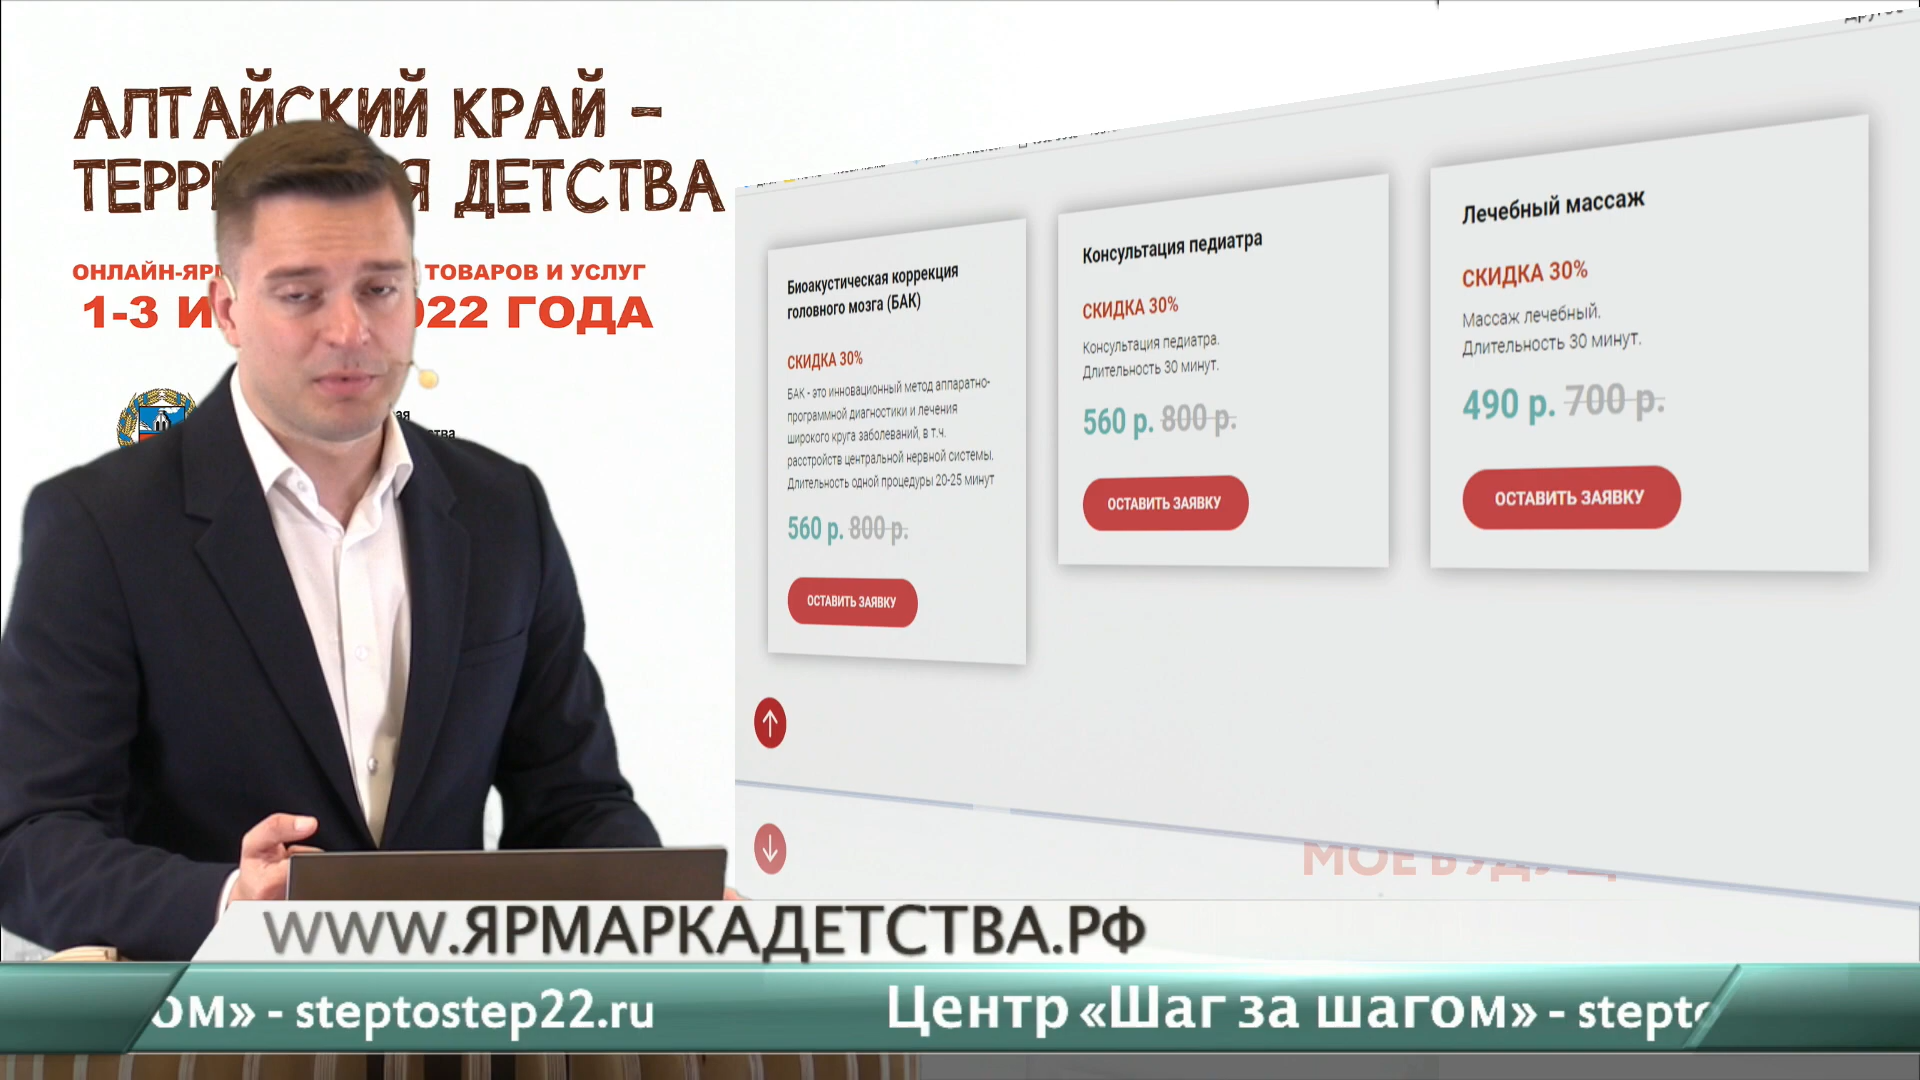 АЛТАЙСКИЙ КРАЙ -
ДЕТСТВА
ТОВАРОВ И УСЛУГ
1-3 ГОДА
Биоакустическая коррекция
головного мозга (БАК)
СКИДКА 30%
БАК - это инновационный метод аппаратно-
программной диагностики и лечения
широкого круга заболеваний, в т.ч.
расстройств центральной нервной системы.
Длительность одной процедуры 20-25 минут
560 р. 800 р.
ОСТАВИТЬ ЗАЯВКУ
Консультация педиатра
СКИДКА 30%
Консультация педиатра.
Длительность 30 минут.
560 р. 800 р.
ОСТАВИТЬ ЗАЯВКУ
Лечебный массаж
СКИДКА 30%
Массаж лечебный.
Длительность 30 минут.
490 р. 700 р.
ОСТАВИТЬ ЗАЯВКУ
WWW.ЯРМАРКАДЕТСТВА.РФ
ом» - steptostep22.ru Центр «Шаг за шагом» - stept